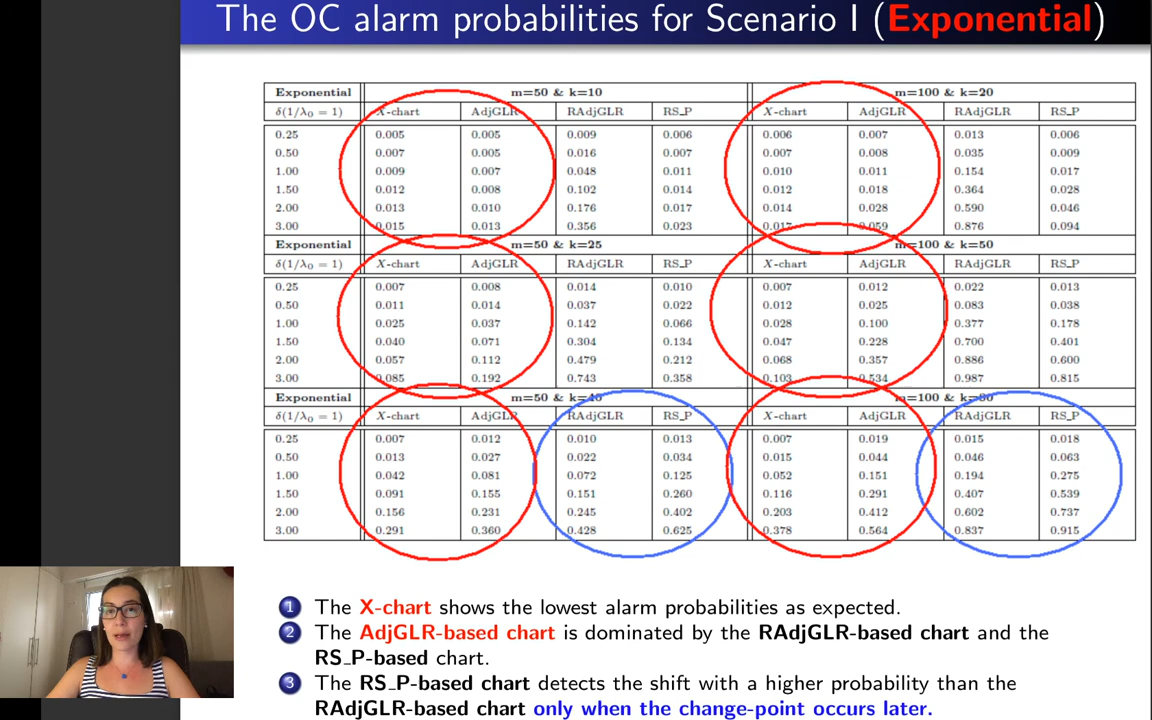 The OC alarm probabilities for Scenario I (Exponential)
Exponential m=50 & k=10 m=100 & k=20
δ(1/λ₀ = 1) X-chart AdjGLR RAdjGLR RS_P X-chart AdjGLR RAdjGLR RS_P
0.25 0.005 0.005 0.009 0.006 0.006 0.007 0.013 0.006
0.50 0.007 0.005 0.016 0.007 0.007 0.008 0.035 0.009
1.00 0.009 0.007 0.048 0.011 0.010 0.011 0.154 0.017
1.50 0.012 0.008 0.102 0.014 0.012 0.018 0.364 0.028
2.00 0.013 0.010 0.176 0.017 0.014 0.028 0.590 0.046
3.00 0.015 0.013 0.356 0.023 0.017 0.059 0.876 0.094
Exponential m=50 & k=25 m=100 & k=50
δ(1/λ₀ = 1) X-chart AdjGLR RAdjGLR RS_P X-chart AdjGLR RAdjGLR RS_P
0.25 0.007 0.008 0.014 0.010 0.007 0.012 0.022 0.013
0.50 0.011 0.014 0.037 0.022 0.012 0.025 0.083 0.038
1.00 0.025 0.037 0.142 0.066 0.028 0.100 0.377 0.178
1.50 0.040 0.071 0.304 0.134 0.047 0.228 0.700 0.401
2.00 0.057 0.112 0.479 0.212 0.068 0.357 0.886 0.600
3.00 0.085 0.192 0.743 0.358 0.103 0.534 0.987 0.815
Exponential m=50 & k=40 m=100 & k=80
δ(1/λ₀ = 1) X-chart AdjGLR RAdjGLR RS_P X-chart AdjGLR RAdjGLR RS_P
0.25 0.007 0.012 0.010 0.013 0.007 0.019 0.015 0.018
0.50 0.013 0.027 0.022 0.034 0.015 0.044 0.046 0.063
1.00 0.042 0.081 0.072 0.125 0.052 0.151 0.194 0.275
1.50 0.091 0.155 0.151 0.260 0.116 0.291 0.407 0.539
2.00 0.156 0.231 0.245 0.402 0.203 0.412 0.602 0.737
3.00 0.291 0.360 0.428 0.625 0.378 0.564 0.837 0.915
1 The X-chart shows the lowest alarm probabilities as expected.
2 The AdjGLR-based chart is dominated by the RAdjGLR-based chart and the
RS_P-based chart.
3 The RS_P-based chart detects the shift with a higher probability than the
RAdjGLR-based chart only when the change-point occurs later.